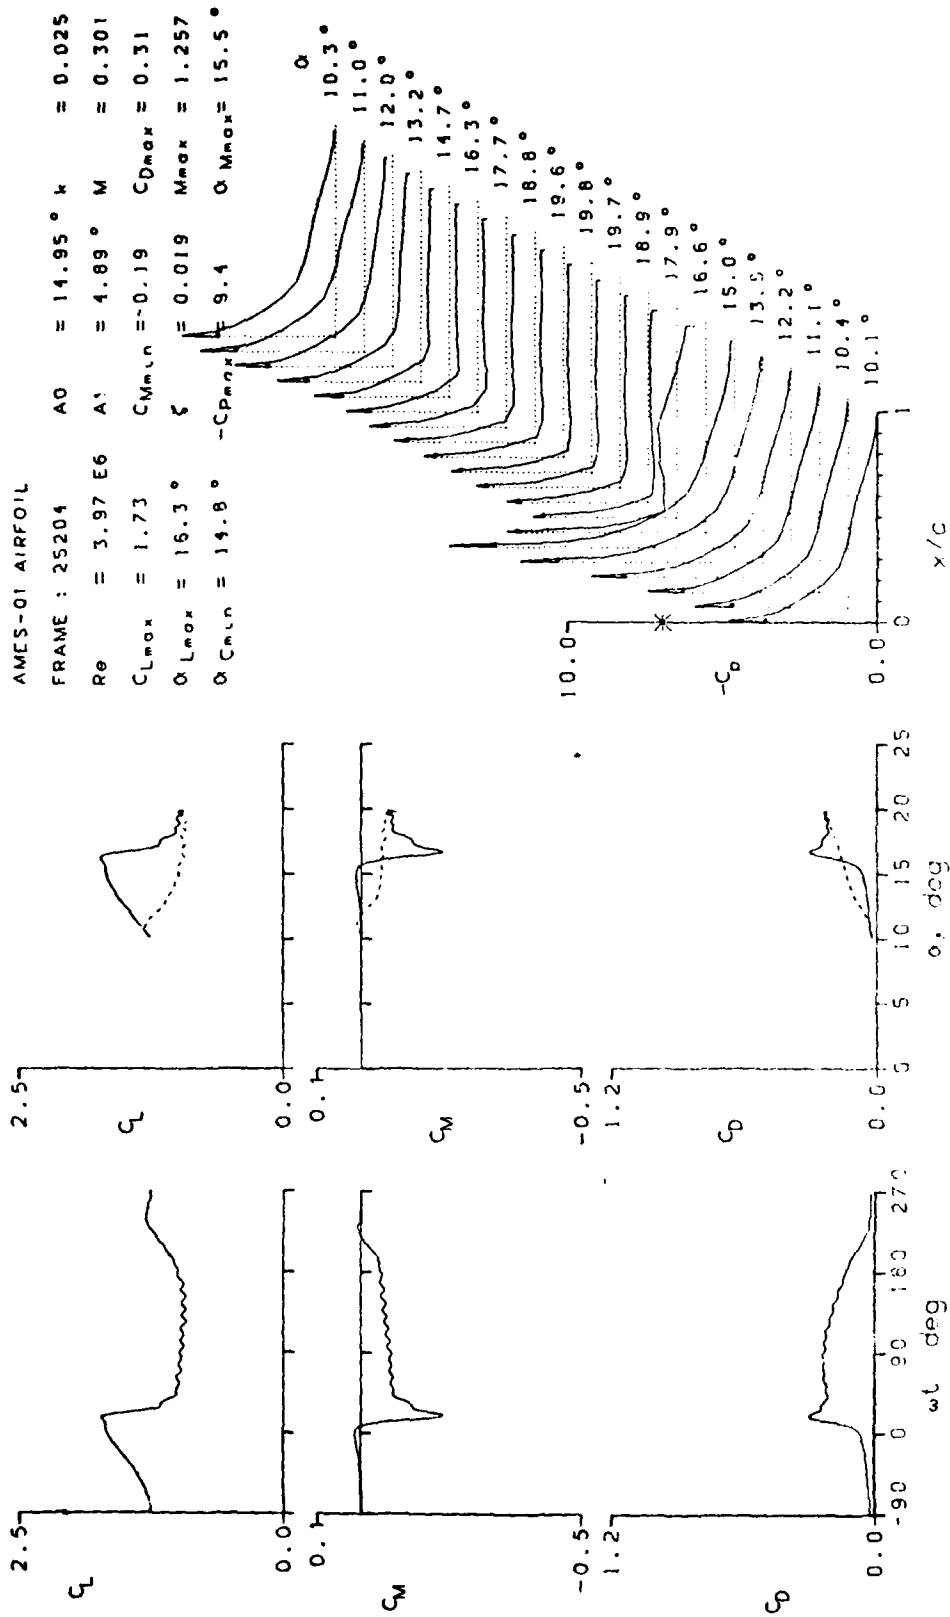 AMES-01 AIRFOIL
FRAME : 25204 A0 = 14.95° k = 0.025
Re = 3.97 E6 A1 = 4.89° M = 0.301
CLmax = 1.73 CMmin =-0.19 CDmax = 0.31
αLmax = 16.3° ζ = 0.019 Mmax = 1.257
αCmin = 14.8° -CPmax = 9.4 αMmax = 15.5°
2.5
CL
0.0
0.1
CM
-0.5
1.2
CD
0.0
-90 0 90 180 270
ωt deg
2.5
CL
0.0
0.1
CM
-0.5
1.2
CD
0.0
0 5 10 15 20 25
α, deg
α
10.3°
11.0°
12.0°
13.2°
14.7°
16.3°
17.7°
18.8°
19.6°
19.8°
19.7°
18.9°
17.9°
16.6°
15.0°
13.5°
12.2°
11.1°
10.4°
10.1°
10.0
-Cp
0.0
0 1
x/c